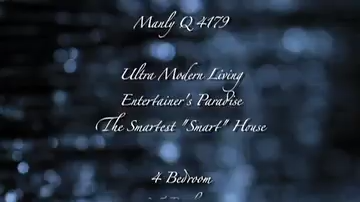 Manly Q 4179
Ultra Modern Living
Entertainer's Paradise
The Smartest "Smart" House
4 Bedroom